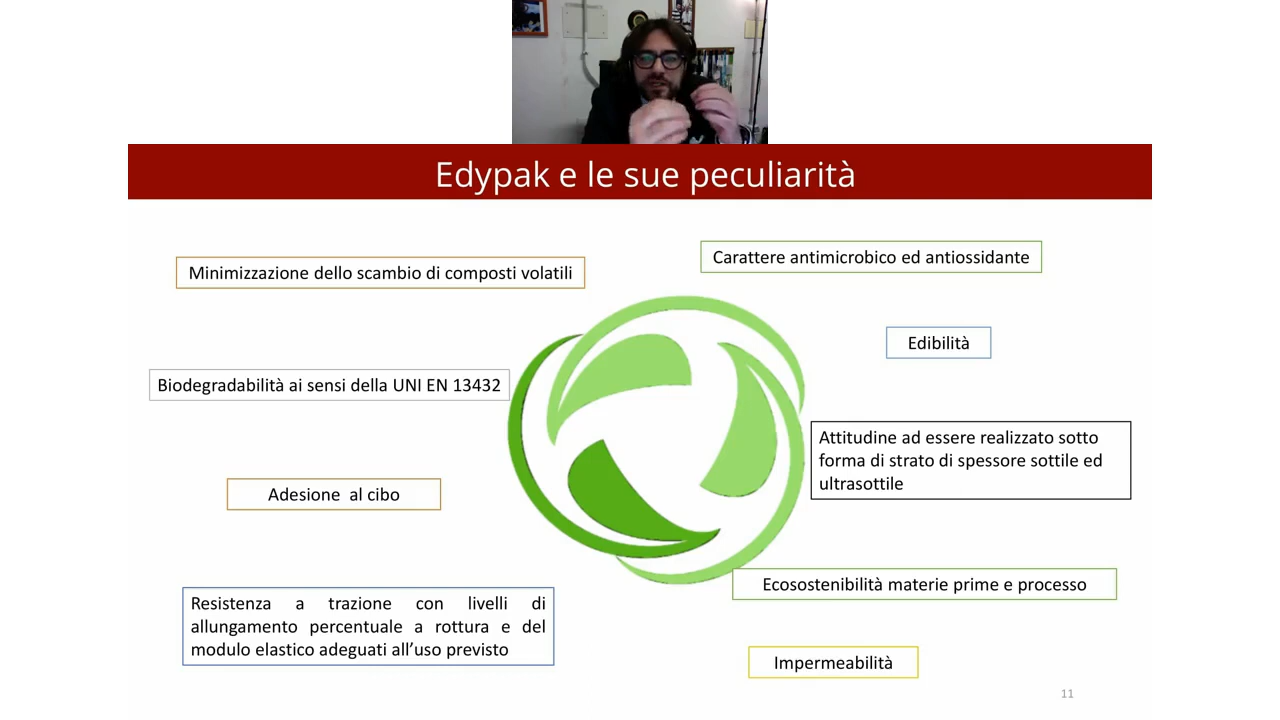 Edypak e le sue peculiarità
Carattere antimicrobico ed antiossidante
Minimizzazione dello scambio di composti volatili
Edibilità
Biodegradabilità ai sensi della UNI EN 13432
Attitudine ad essere realizzato sotto
forma di strato di spessore sottile ed
ultrasottile
Adesione al cibo
Ecosostenibilità materie prime e processo
Resistenza a trazione con livelli di
allungamento percentuale a rottura e del
modulo elastico adeguati all’uso previsto
Impermeabilità
11